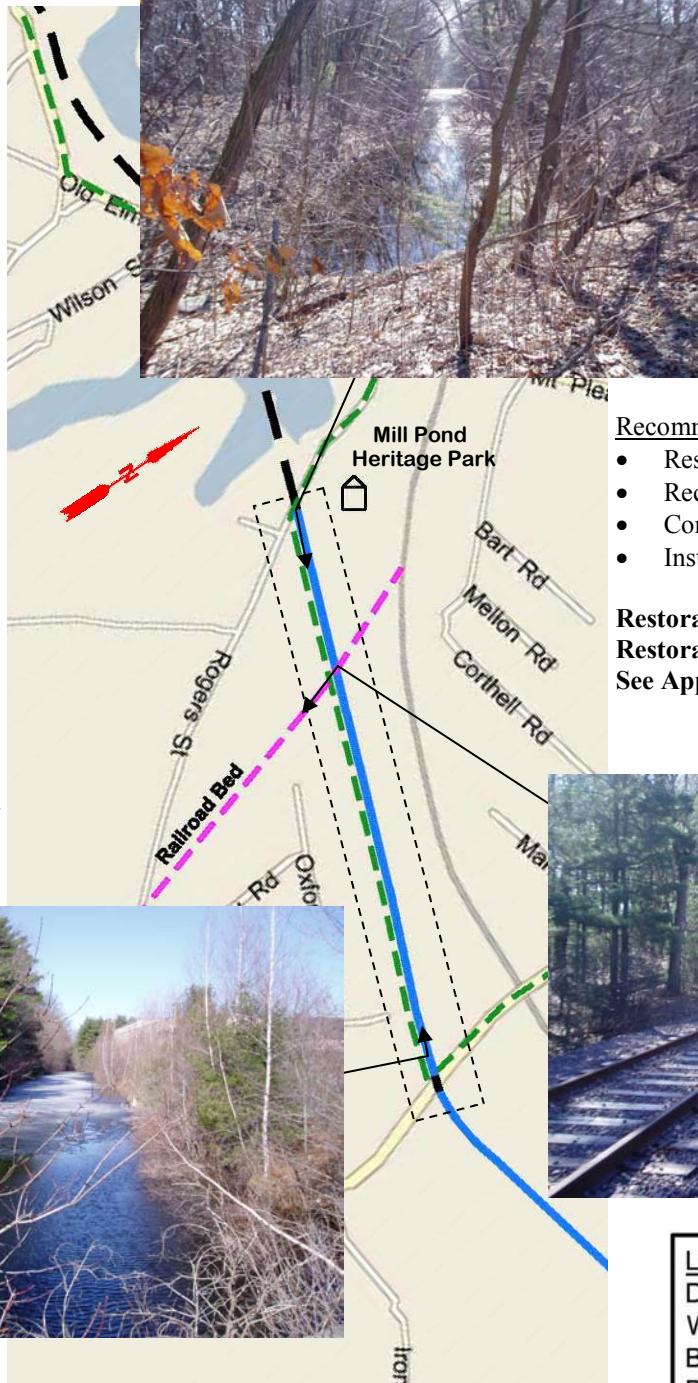 Old Elm
Wilson S
Mt Plea
Mill Pond
Heritage Park
N
Recomm
• Res
• Rec
• Con
• Inst
Bart Rd
Mellon Rd
Corthell Rd
Restora
Restora
See App
Rogers St
Railroad Bed
Rd
Oxfo
Ma
Iron
L
D
W
B